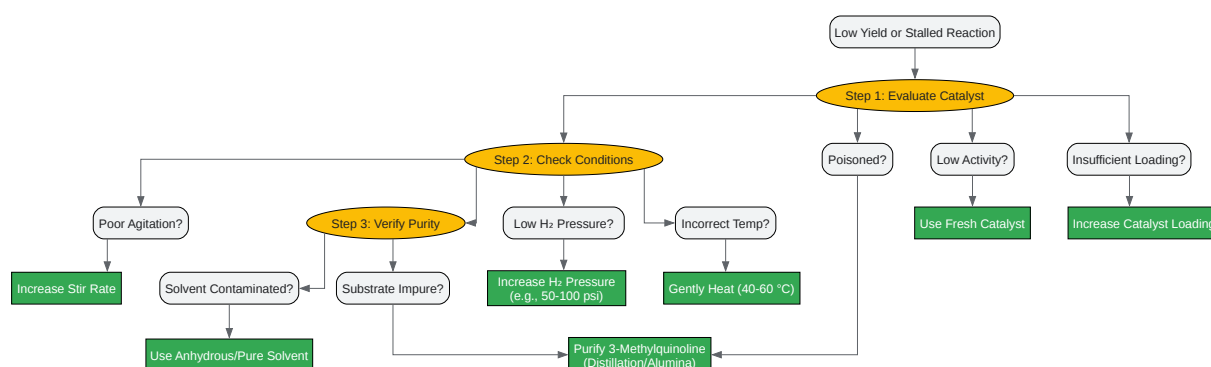 Low Yield or Stalled Reaction
Step 1: Evaluate Catalyst
Step 2: Check Conditions
Poisoned?
Low Activity?
Insufficient Loading?
Poor Agitation?
Step 3: Verify Purity
Low H₂ Pressure?
Incorrect Temp?
Use Fresh Catalyst
Increase Catalyst Loading
Increase Stir Rate
Solvent Contaminated?
Substrate Impure?
Increase H₂ Pressure
(e.g., 50-100 psi)
Gently Heat (40-60 °C)
Use Anhydrous/Pure Solvent
Purify 3-Methylquinoline
(Distillation/Alumina)